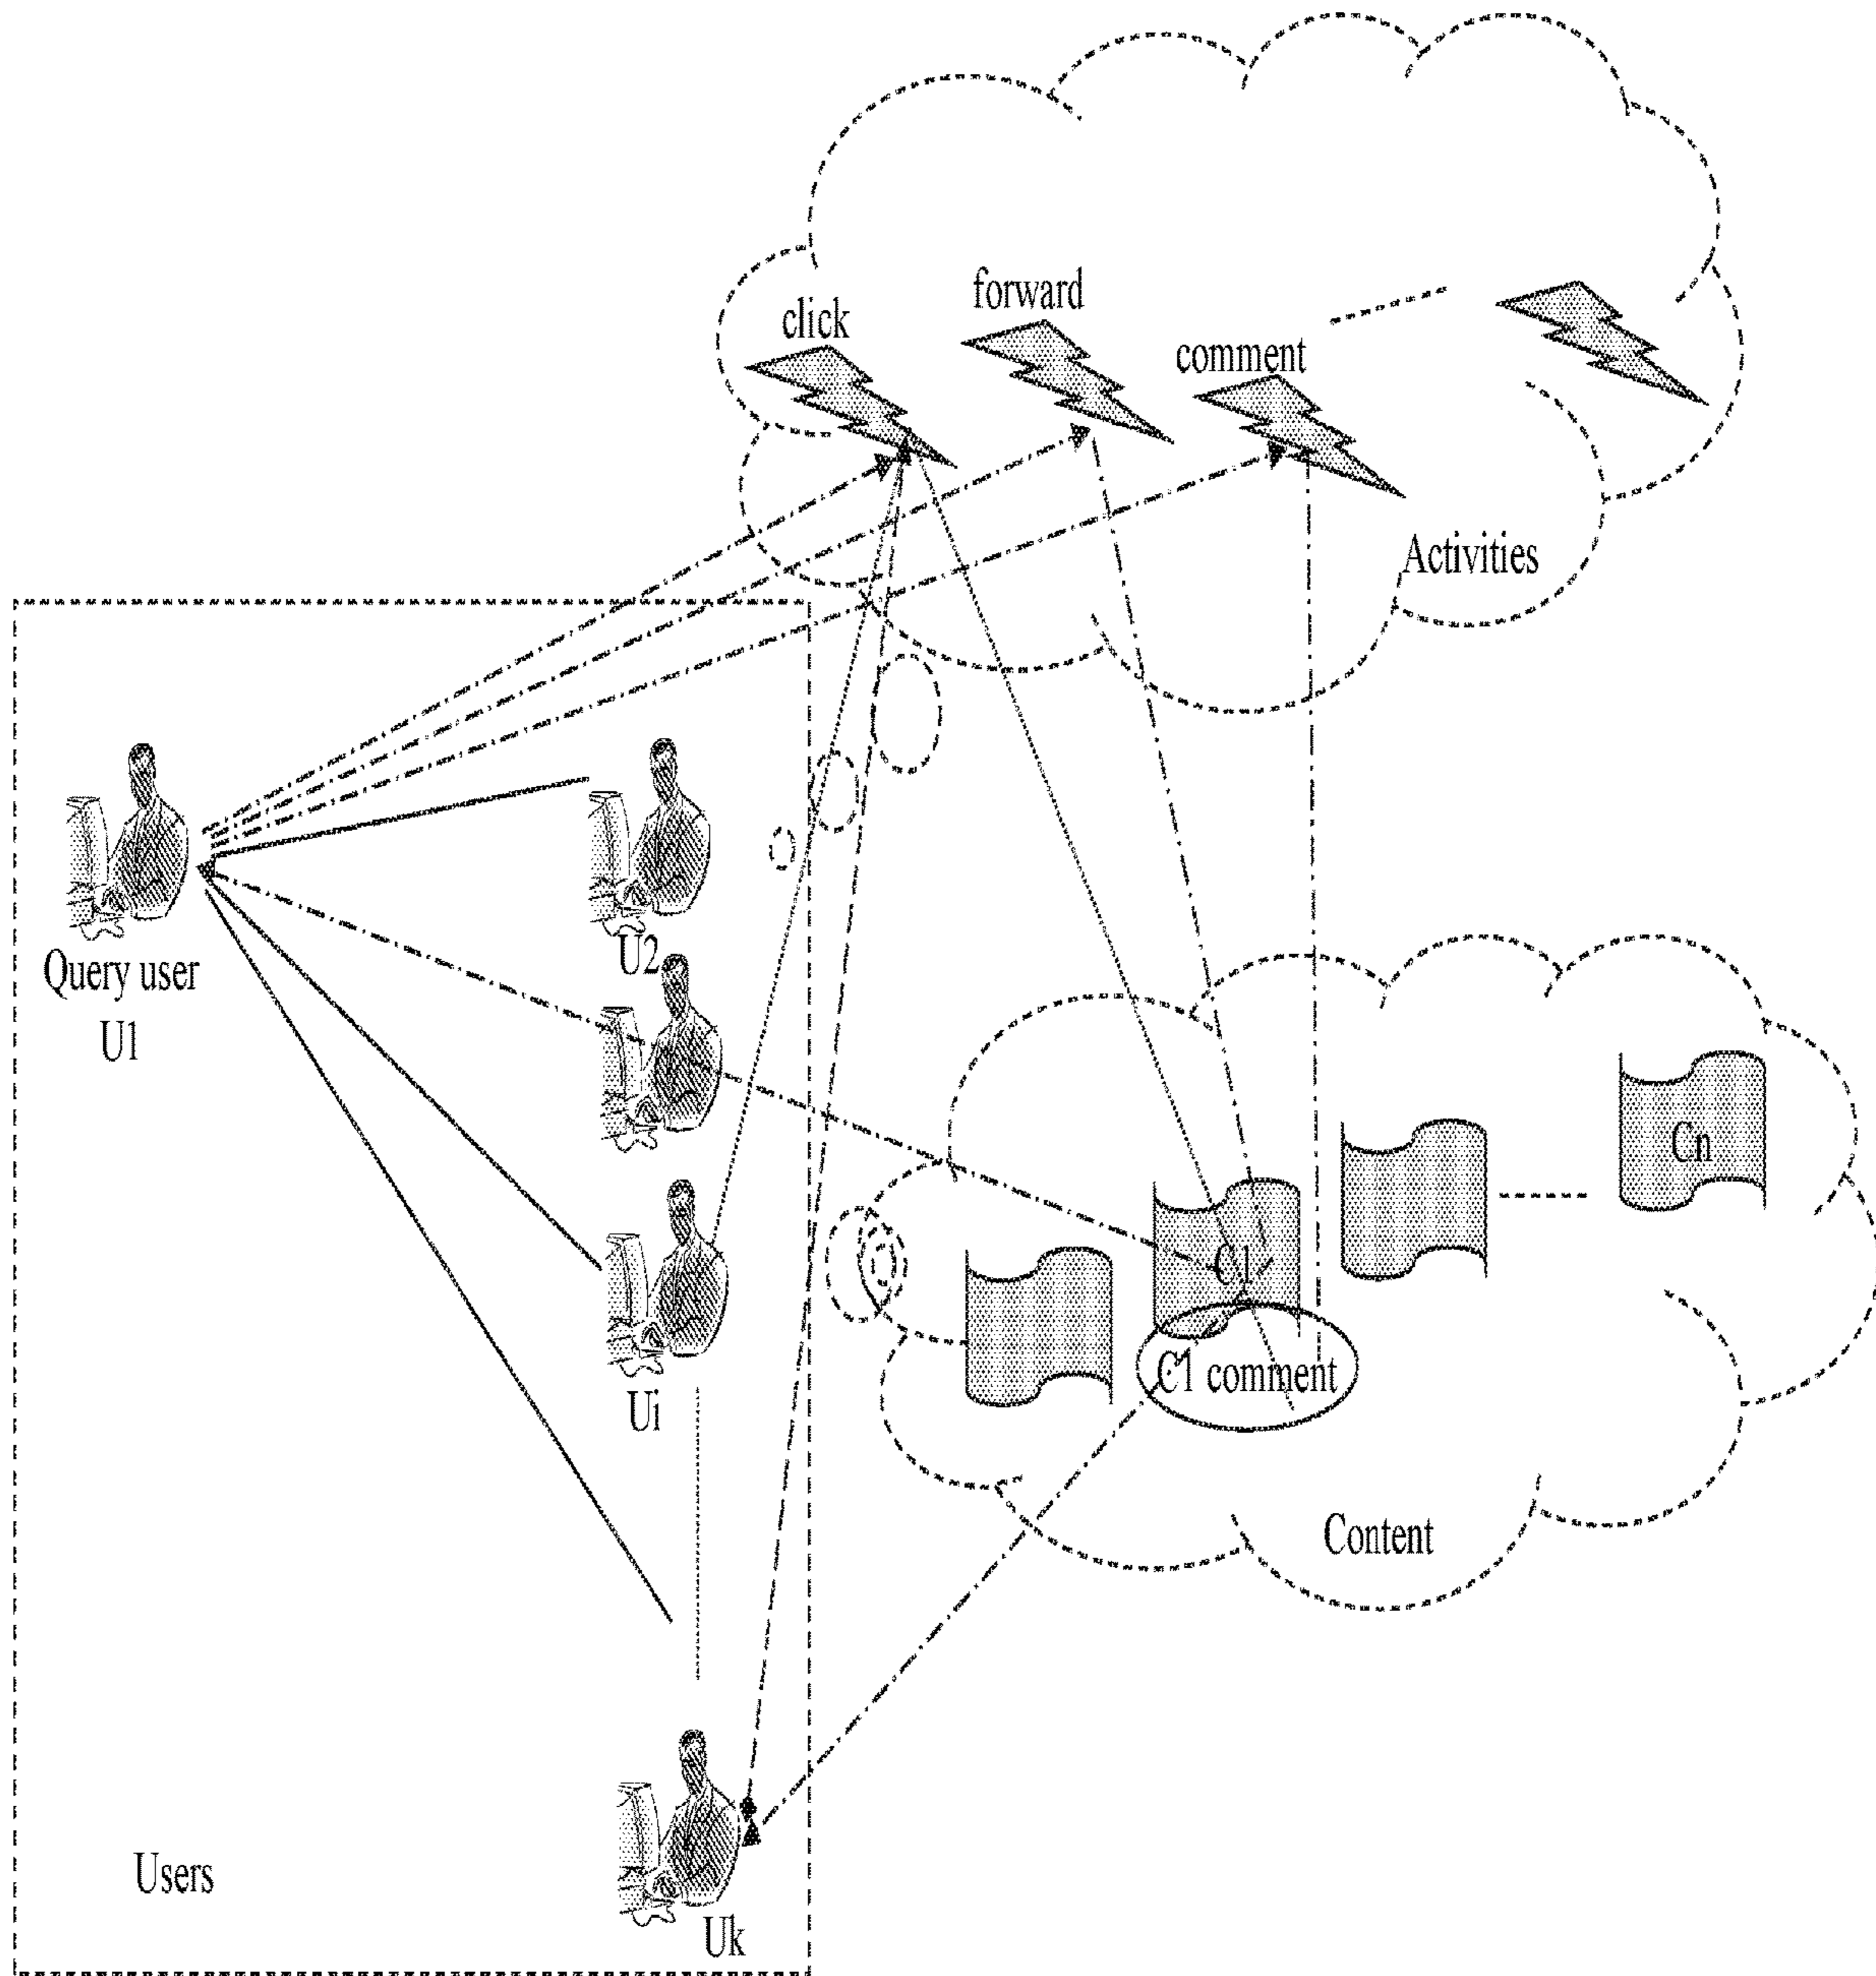 forward
click
comment
Activities
U2
Query user
U1
Cn
C1
C1 comment
Ui
Content
Users
Uk